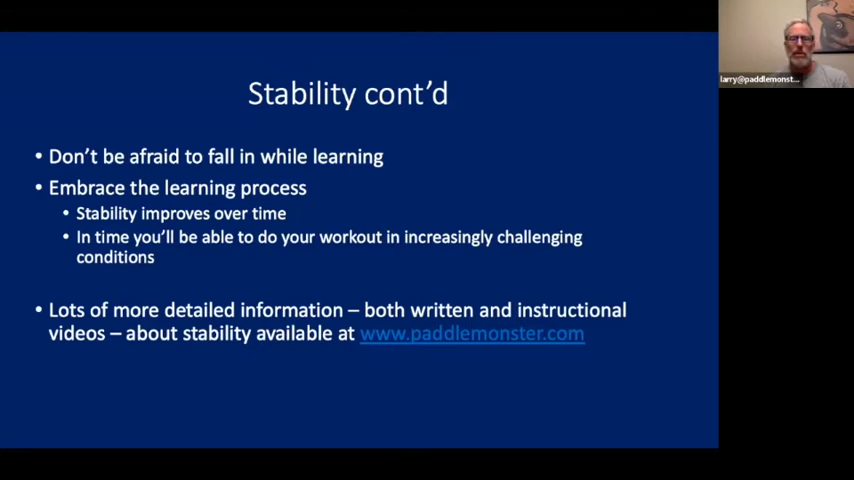 Stability cont'd
• Don't be afraid to fall in while learning
• Embrace the learning process
• Stability improves over time
• In time you'll be able to do your workout in increasingly challenging
conditions
• Lots of more detailed information – both written and instructional
videos – about stability available at www.paddlemonster.com
larry@paddlemonst...